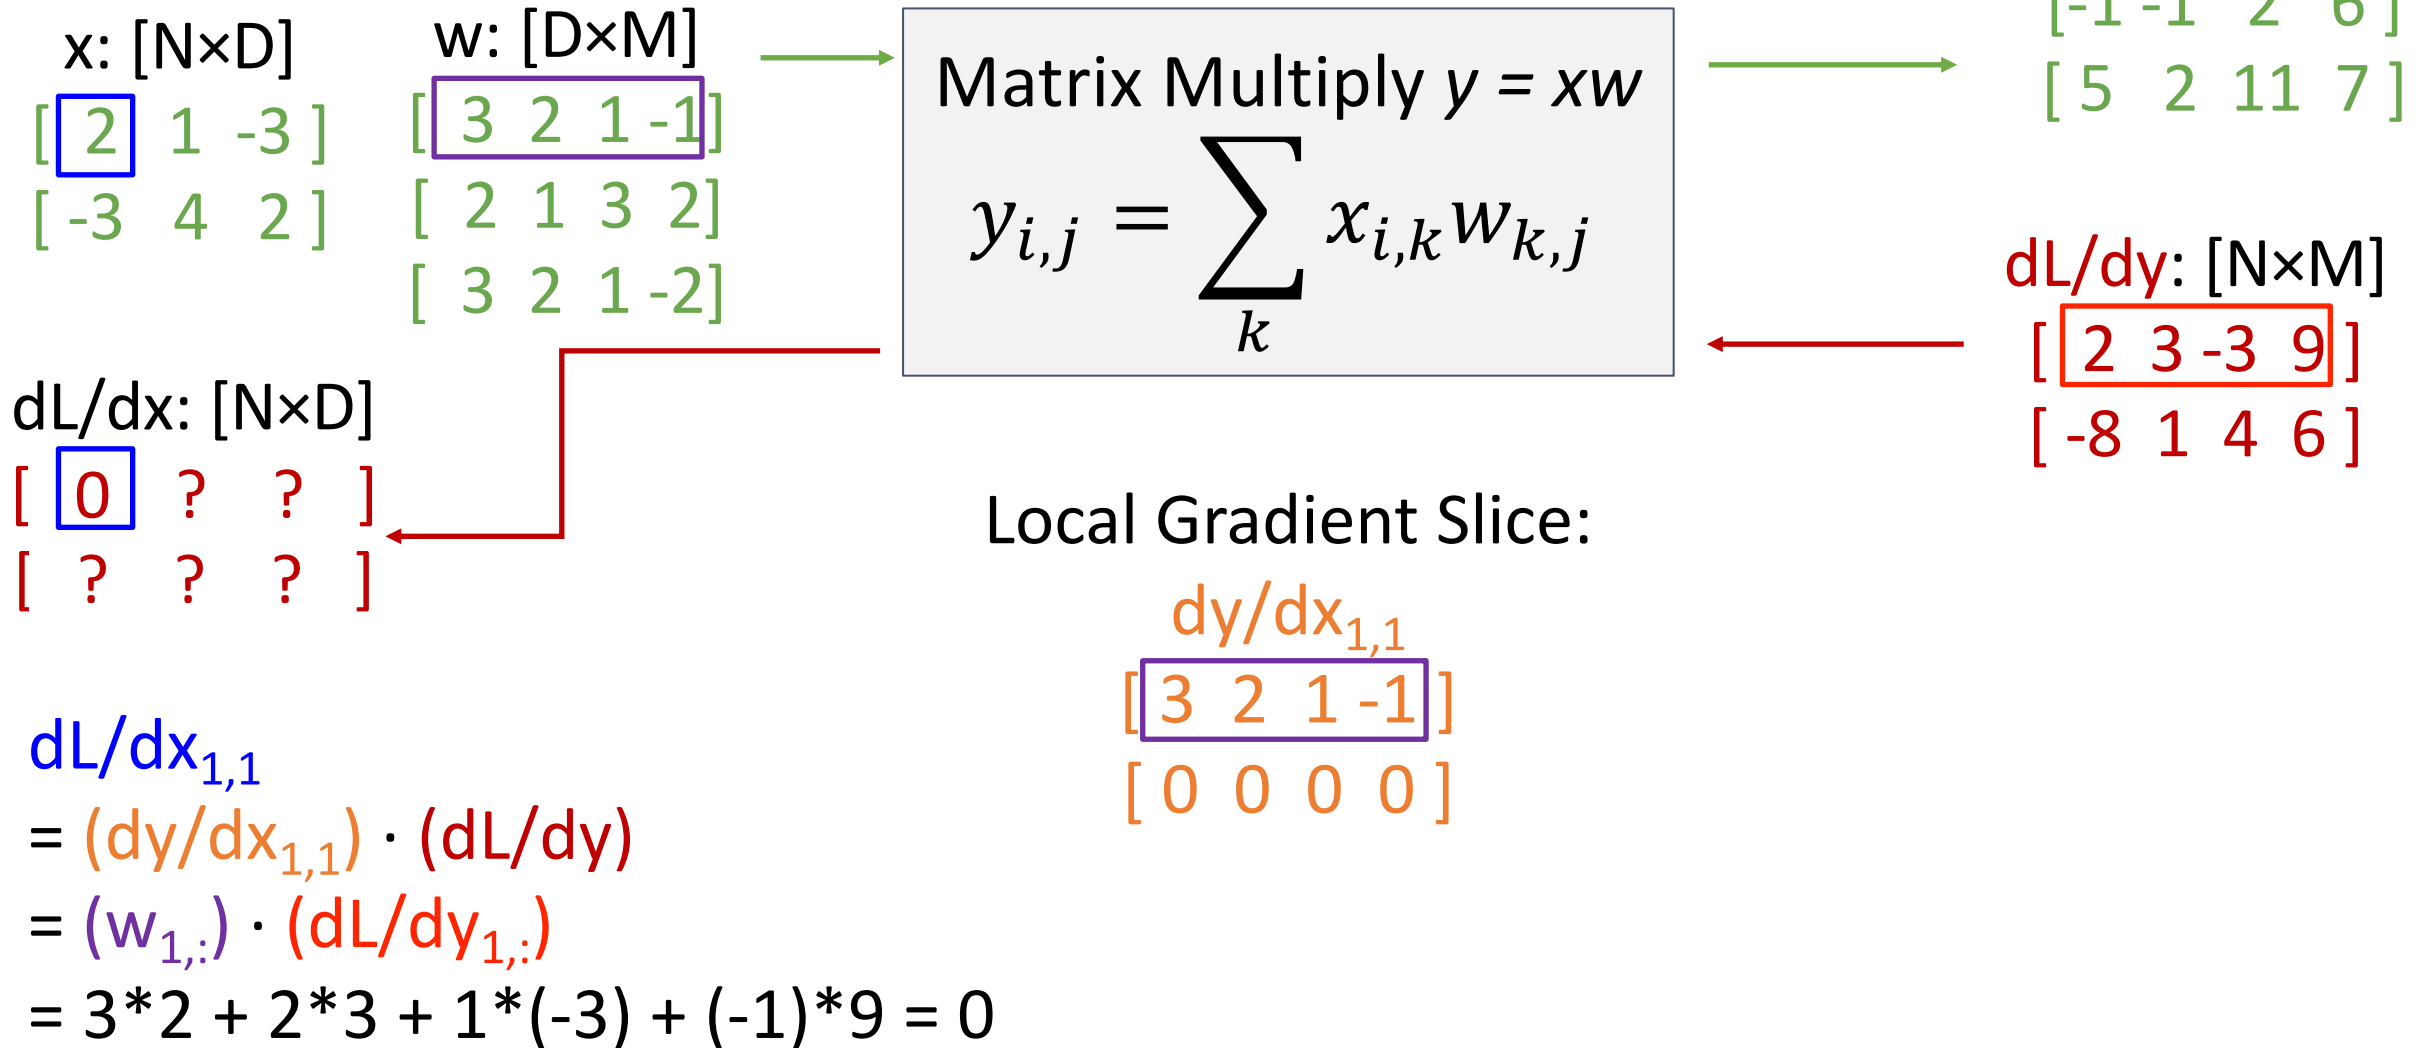 x: [N×D]
[ 2 1 -3 ]
[ -3 4 2 ]
w: [D×M]
[ 3 2 1 -1]
[ 2 1 3 2]
[ 3 2 1 -2]
Matrix Multiply y = xw
y_{i,j} = ∑_k x_{i,k} w_{k,j}
[-1 -1 2 6 ]
[ 5 2 11 7 ]
dL/dy: [N×M]
[ 2 3 -3 9 ]
[ -8 1 4 6 ]
dL/dx: [N×D]
[ 0 ? ? ]
[ ? ? ? ]
Local Gradient Slice:
dy/dx_{1,1}
[ 3 2 1 -1 ]
[ 0 0 0 0 ]
dL/dx_{1,1}
= (dy/dx_{1,1}) · (dL/dy)
= (w_{1,:}) · (dL/dy_{1,:})
= 3*2 + 2*3 + 1*(-3) + (-1)*9 = 0